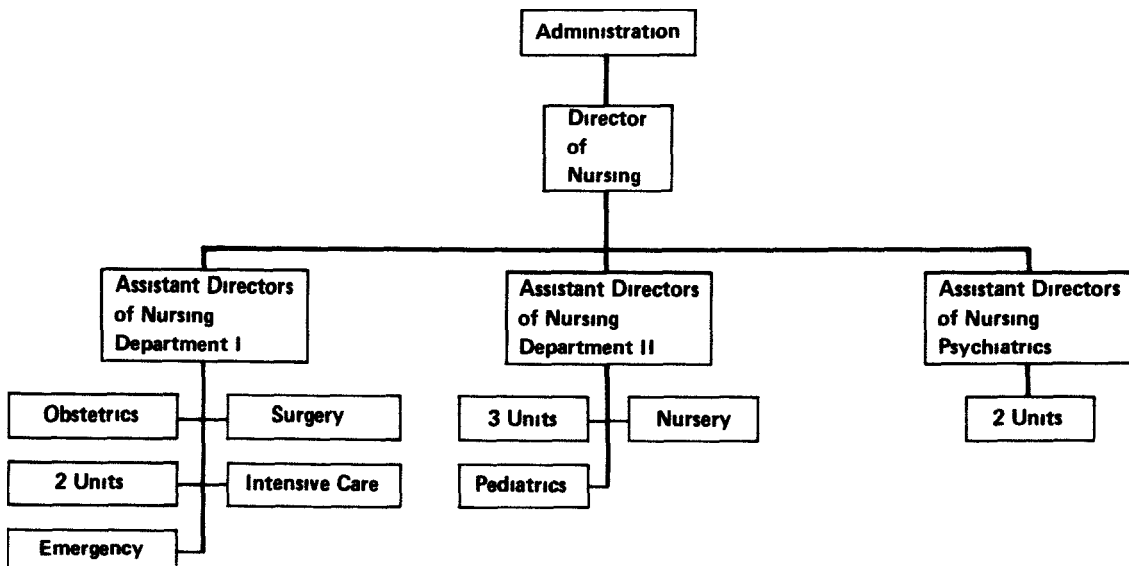 Administration
Director
of
Nursing
Assistant Directors
of Nursing
Department I
Assistant Directors
of Nursing
Department II
Assistant Directors
of Nursing
Psychiatrics
Obstetrics
Surgery
3 Units
Nursery
2 Units
2 Units
Intensive Care
Pediatrics
Emergency